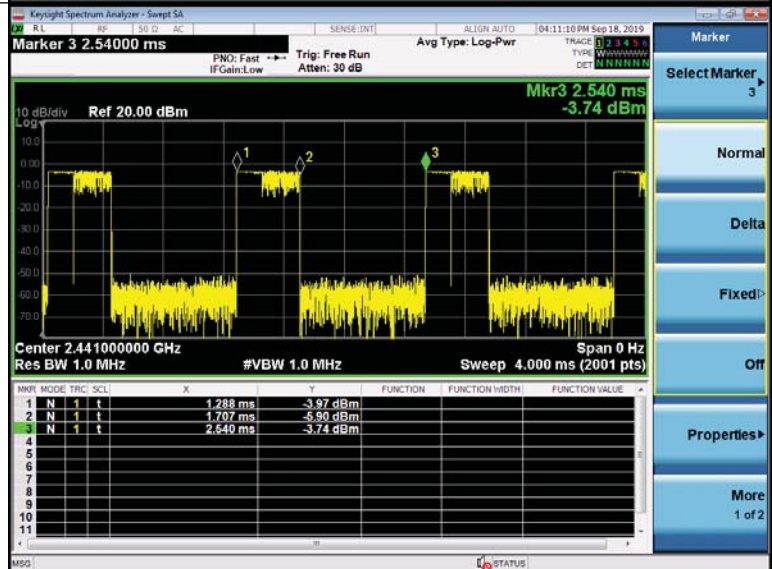 Keysight Spectrum Analyzer - Swept SA
RL RF 50 Ω AC SENSE:INT ALIGN AUTO 04:11:10 PM Sep 18, 2019
Marker 3 2.54000 ms
PNO: Fast Trig: Free Run Avg Type: Log-Pwr TRACE 1 2 3 4 5 6
IFGain:Low Atten: 30 dB TYPE W
DET N N N N N N
Mkr3 2.540 ms
-3.74 dBm
10 dB/div Ref 20.00 dBm
Log
10.0
0.00
-10.0
-20.0
-30.0
-40.0
-50.0
-60.0
-70.0
1
2
3
Center 2.441000000 GHz Span 0 Hz
Res BW 1.0 MHz #VBW 1.0 MHz Sweep 4.000 ms (2001 pts)
MKR MODE TRC SCL X Y FUNCTION FUNCTION WIDTH FUNCTION VALUE
1 N 1 t 1.288 ms -3.97 dBm
2 N 1 t 1.707 ms -5.90 dBm
3 N 1 t 2.540 ms -3.74 dBm
4
5
6
7
8
9
10
11
MSG STATUS
Marker
Select Marker
3
Normal
Delta
Fixed
Off
Properties
More
1 of 2